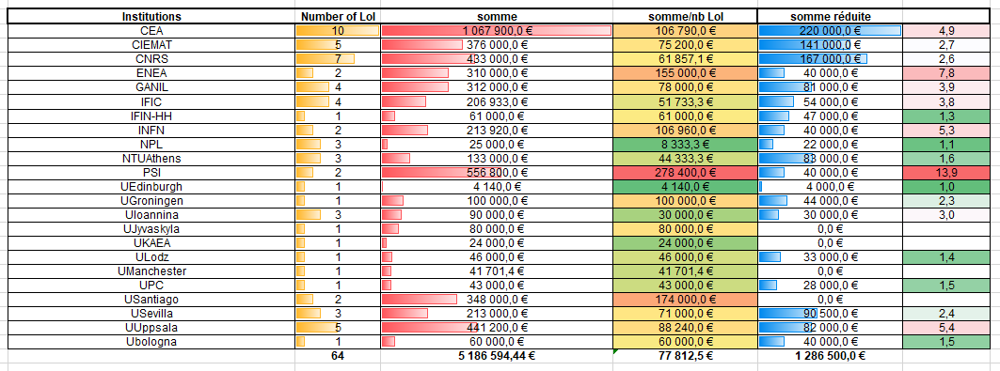 Institutions Number of LoI somme somme/nb LoI somme réduite
CEA 10 1 067 900,0 € 106 790,0 € 220 000,0 € 4,9
CIEMAT 5 376 000,0 € 75 200,0 € 141 000,0 € 2,7
CNRS 7 433 000,0 € 61 857,1 € 167 000,0 € 2,6
ENEA 2 310 000,0 € 155 000,0 € 40 000,0 € 7,8
GANIL 4 312 000,0 € 78 000,0 € 81 000,0 € 3,9
IFIC 4 206 933,0 € 51 733,3 € 54 000,0 € 3,8
IFIN-HH 1 61 000,0 € 61 000,0 € 47 000,0 € 1,3
INFN 2 213 920,0 € 106 960,0 € 40 000,0 € 5,3
NPL 3 25 000,0 € 8 333,3 € 22 000,0 € 1,1
NTUAthens 3 133 000,0 € 44 333,3 € 83 000,0 € 1,6
PSI 2 556 800,0 € 278 400,0 € 40 000,0 € 13,9
UEdinburgh 1 4 140,0 € 4 140,0 € 4 000,0 € 1,0
UGroningen 1 100 000,0 € 100 000,0 € 44 000,0 € 2,3
UIoannina 3 90 000,0 € 30 000,0 € 30 000,0 € 3,0
UJyvaskyla 1 80 000,0 € 80 000,0 € 0,0 €
UKAEA 1 24 000,0 € 24 000,0 € 0,0 €
ULodz 1 46 000,0 € 46 000,0 € 33 000,0 € 1,4
UManchester 1 41 701,4 € 41 701,4 € 0,0 €
UPC 1 43 000,0 € 43 000,0 € 28 000,0 € 1,5
USantiago 2 348 000,0 € 174 000,0 € 0,0 €
USevilla 3 213 000,0 € 71 000,0 € 90 500,0 € 2,4
UUppsala 5 441 200,0 € 88 240,0 € 82 000,0 € 5,4
Ubologna 1 60 000,0 € 60 000,0 € 40 000,0 € 1,5
64 5 186 594,44 € 77 812,5 € 1 286 500,0 €